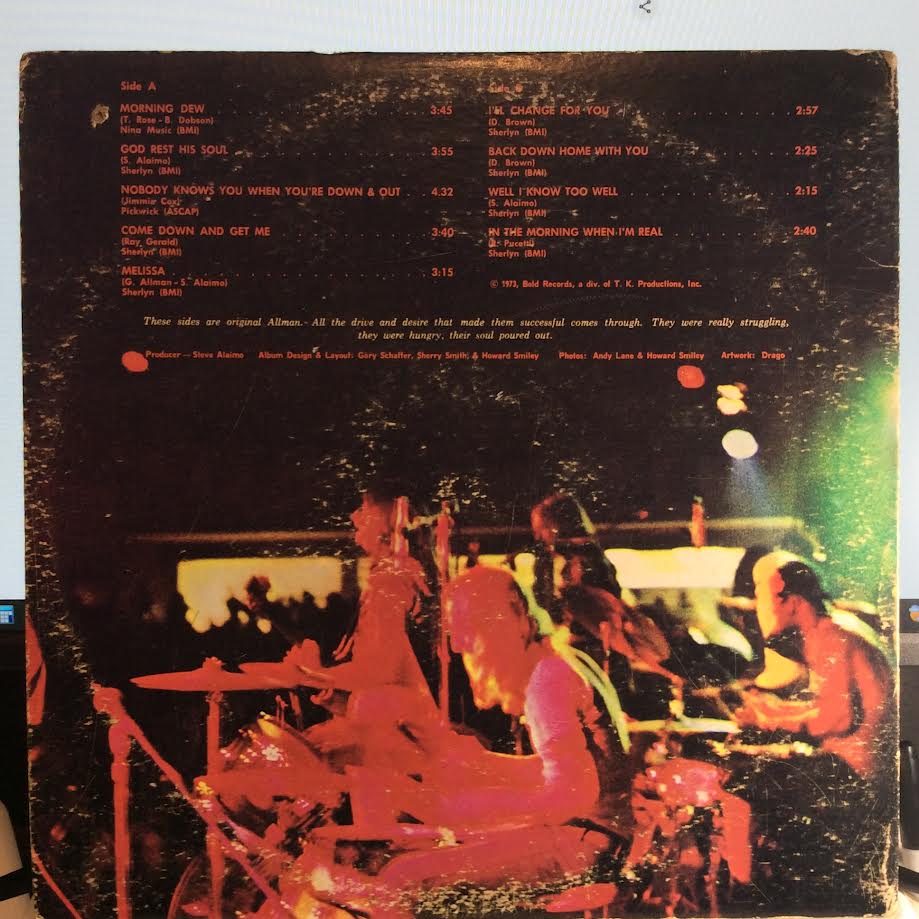 Side A
MORNING DEW . . . . . . . . . . . . . . . . . . 3:45
(T. Rose - B. Dobson)
Nina Music (BMI)
GOD REST HIS SOUL . . . . . . . . . . . . . . . 3:55
(S. Alaimo)
Sherlyn (BMI)
NOBODY KNOWS YOU WHEN YOU'RE DOWN & OUT . . 4.32
(Jimmie Cox)
Pickwick (ASCAP)
COME DOWN AND GET ME . . . . . . . . . . . . 3:40
(Ray Gerald)
Sherlyn (BMI)
MELISSA . . . . . . . . . . . . . . . . . . . . 3:15
(G. Allman - S. Alaimo)
Sherlyn (BMI)
Side
I'LL CHANGE FOR YOU . . . . . . . . . . . . . . 2:57
(D. Brown)
Sherlyn (BMI)
BACK DOWN HOME WITH YOU . . . . . . . . . . . 2:25
(D. Brown)
Sherlyn (BMI)
WELL I KNOW TOO WELL . . . . . . . . . . . . . 2:15
(S. Alaimo)
Sherlyn (BMI)
IN THE MORNING WHEN I'M REAL . . . . . . . . . 2:40
Pucetti)
Sherlyn (BMI)
© 1973, Bold Records, a div. of T. K. Productions, Inc.
These sides are original Allman. - All the drive and desire that made them successful comes through. They were really struggling,
they were hungry, their soul poured out.
Producer — Steve Alaimo Album Design & Layout: Gary Schaffer, Sherry Smith, & Howard Smiley Photos: Andy Lane & Howard Smiley Artwork: Drago